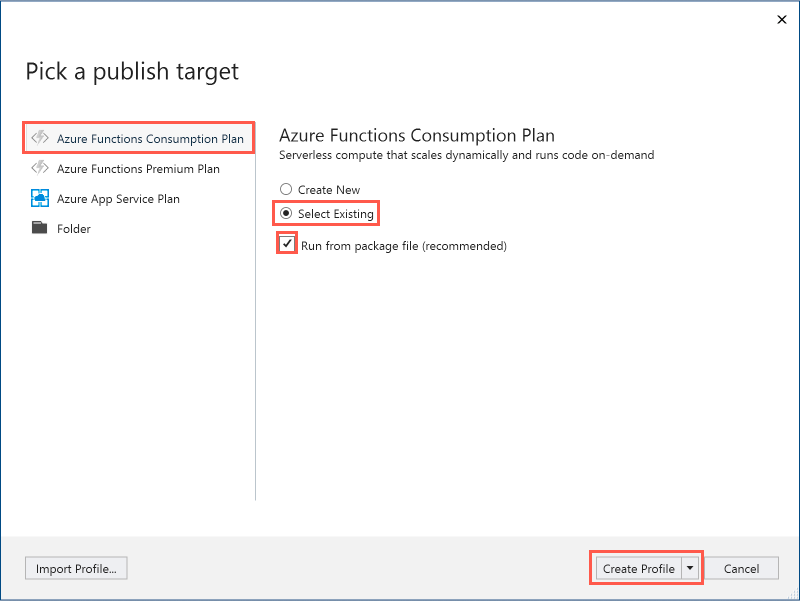 Pick a publish target
Azure Functions Consumption Plan
Azure Functions Premium Plan
Azure App Service Plan
Folder
Azure Functions Consumption Plan
Serverless compute that scales dynamically and runs code on-demand
Create New
Select Existing
Run from package file (recommended)
Import Profile...
Create Profile
Cancel